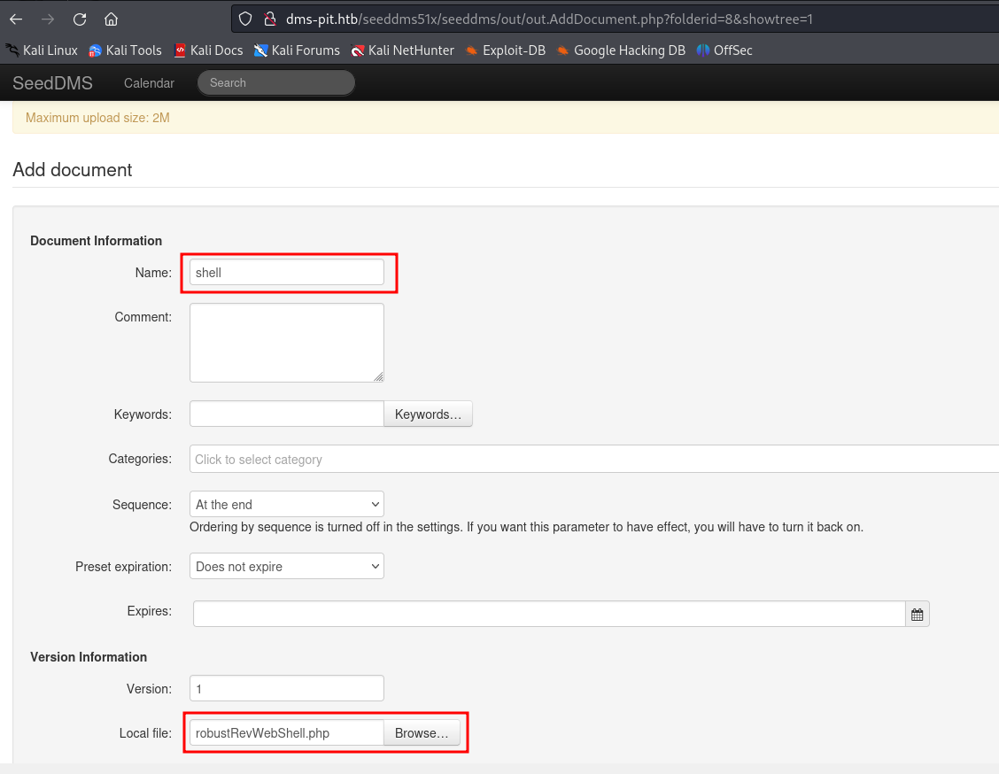 dms-pit.htb/seeddms51x/seeddms/out/out.AddDocument.php?folderid=8&showtree=1
Kali Linux Kali Tools Kali Docs Kali Forums Kali NetHunter Exploit-DB Google Hacking DB OffSec
SeedDMS Calendar Search
Maximum upload size: 2M
Add document
Document Information
Name: shell
Comment:
Keywords: Keywords…
Categories: Click to select category
Sequence: At the end
Ordering by sequence is turned off in the settings. If you want this parameter to have effect, you will have to turn it back on.
Preset expiration: Does not expire
Expires:
Version Information
Version: 1
Local file: robustRevWebShell.php Browse…